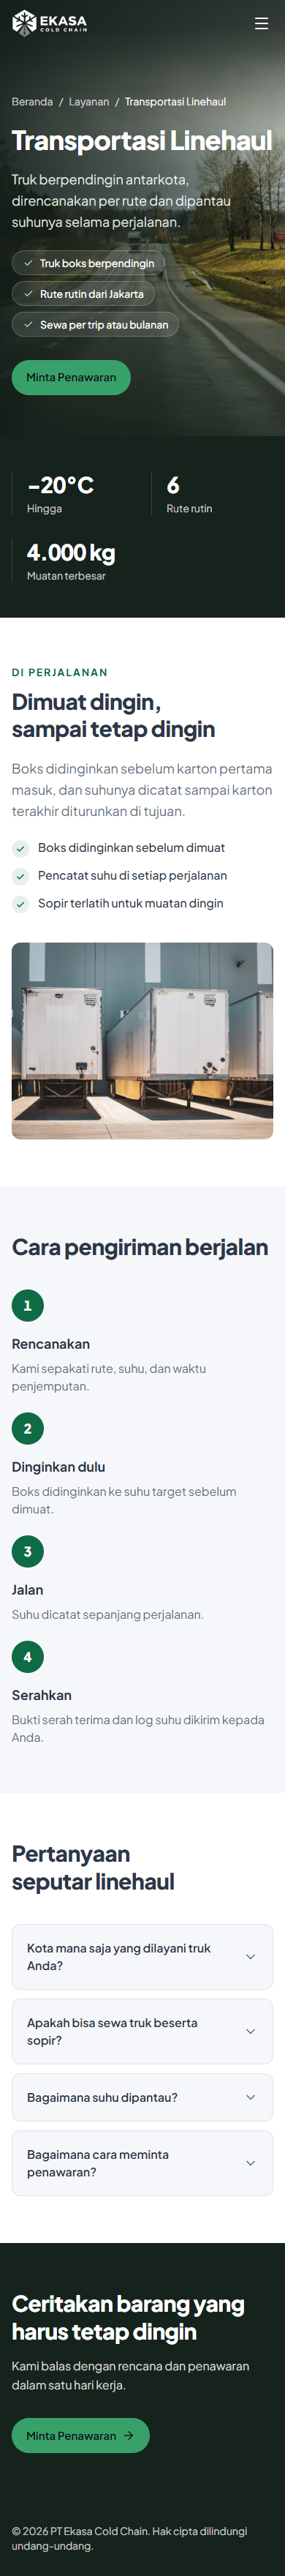 EKASA
COLD CHAIN
Beranda / Layanan / Transportasi Linehaul
Transportasi Linehaul
Truk berpendingin antarkota,
direncanakan per rute dan dipantau
suhunya selama perjalanan.
Truk boks berpendingin
Rute rutin dari Jakarta
Sewa per trip atau bulanan
Minta Penawaran
-20°C
Hingga
6
Rute rutin
4.000 kg
Muatan terbesar
DI PERJALANAN
Dimuat dingin,
sampai tetap dingin
Boks didinginkan sebelum karton pertama
masuk, dan suhunya dicatat sampai karton
terakhir diturunkan di tujuan.
Boks didinginkan sebelum dimuat
Pencatat suhu di setiap perjalanan
Sopir terlatih untuk muatan dingin
Cara pengiriman berjalan
1
Rencanakan
Kami sepakati rute, suhu, dan waktu
penjemputan.
2
Dinginkan dulu
Boks didinginkan ke suhu target sebelum
dimuat.
3
Jalan
Suhu dicatat sepanjang perjalanan.
4
Serahkan
Bukti serah terima dan log suhu dikirim kepada
Anda.
Pertanyaan
seputar linehaul
Kota mana saja yang dilayani truk
Anda?
Apakah bisa sewa truk beserta
sopir?
Bagaimana suhu dipantau?
Bagaimana cara meminta
penawaran?
Ceritakan barang yang
harus tetap dingin
Kami balas dengan rencana dan penawaran
dalam satu hari kerja.
Minta Penawaran →
© 2026 PT Ekasa Cold Chain. Hak cipta dilindungi
undang-undang.